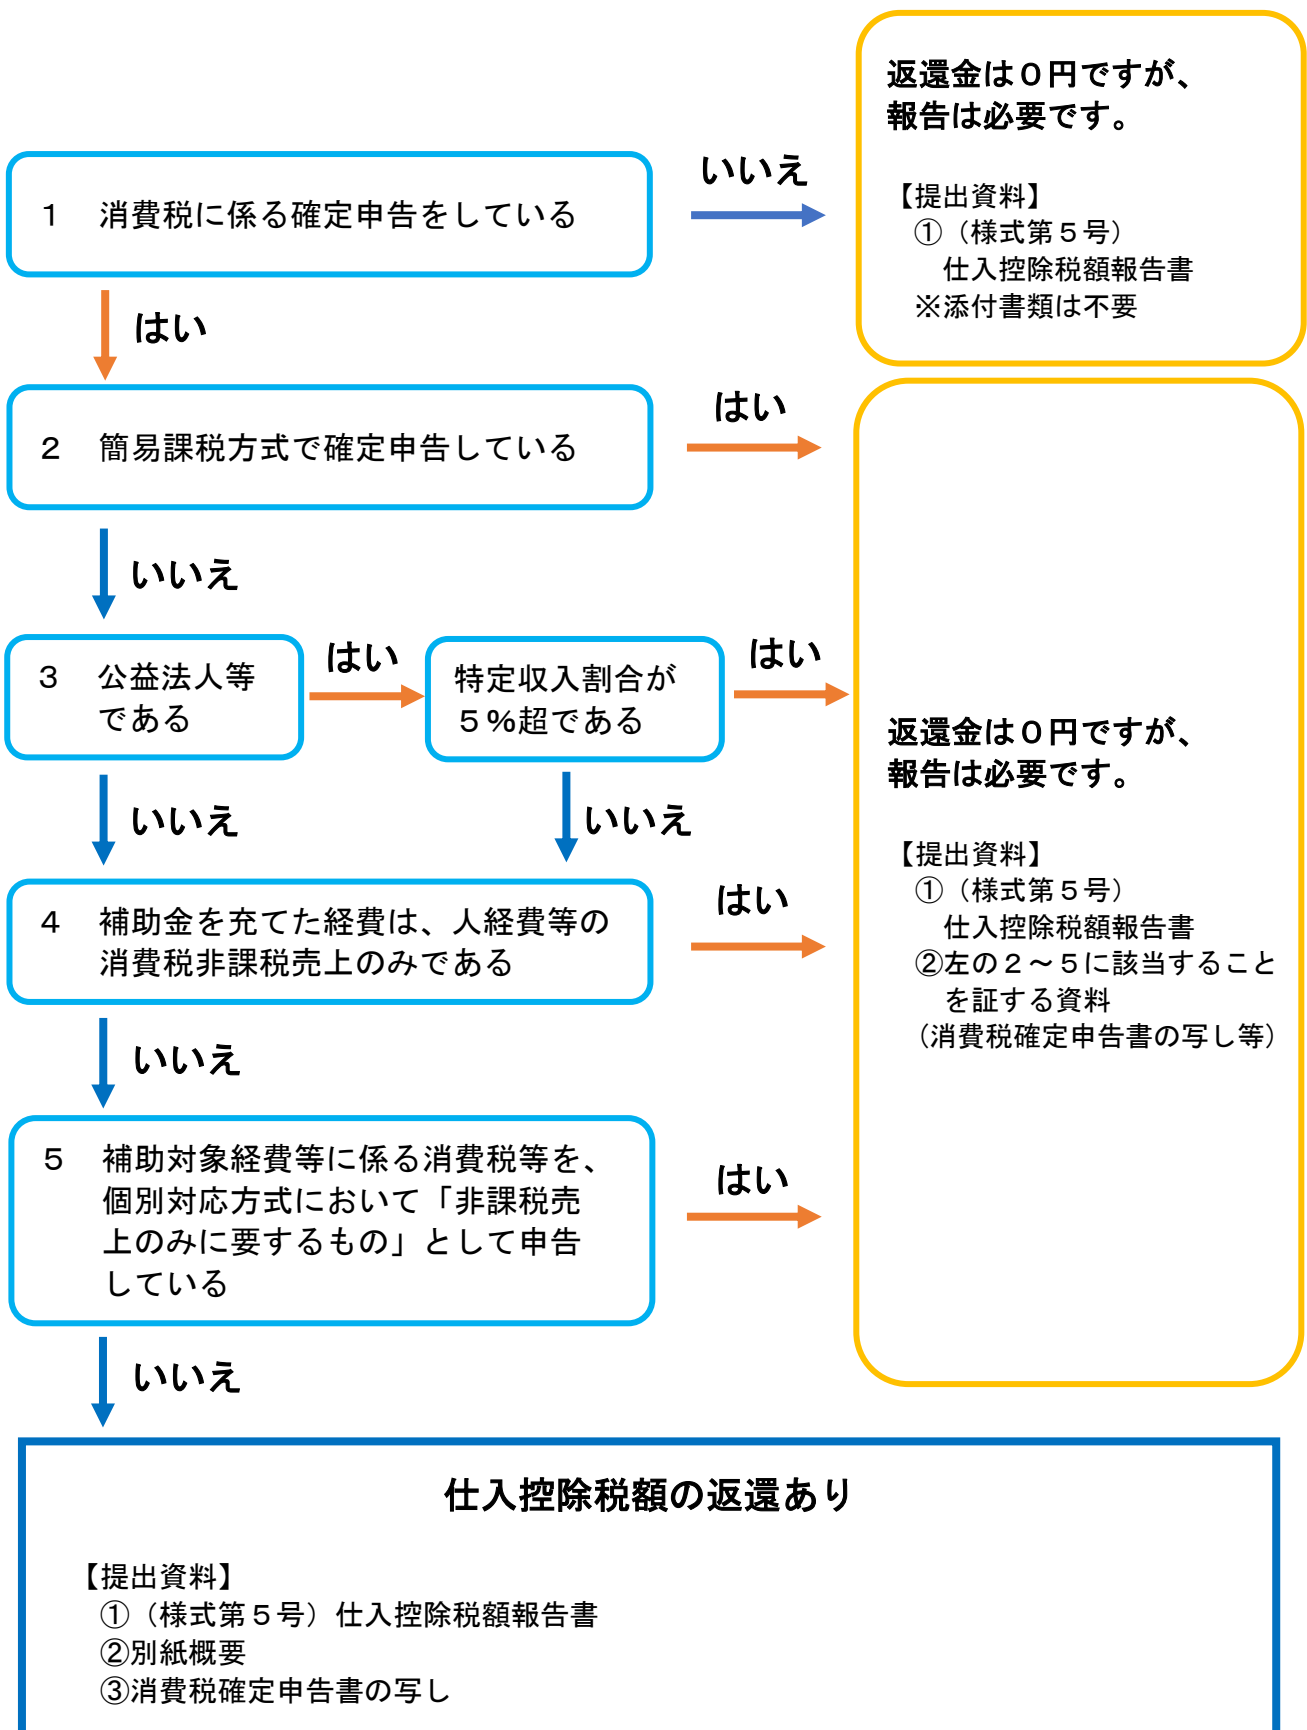 返還金は０円ですが、
報告は必要です。
【提出資料】
①（様式第５号）
仕入控除税額報告書
※添付書類は不要
１　消費税に係る確定申告をしている
いいえ
はい
２　簡易課税方式で確定申告している
はい
いいえ
３　公益法人等
である
はい
特定収入割合が
５％超である
はい
いいえ
いいえ
４　補助金を充てた経費は、人経費等の
消費税非課税売上のみである
はい
いいえ
５　補助対象経費等に係る消費税等を、
個別対応方式において「非課税売
上のみに要するもの」として申告
している
はい
いいえ
返還金は０円ですが、
報告は必要です。
【提出資料】
①（様式第５号）
仕入控除税額報告書
②左の２～５に該当すること
を証する資料
（消費税確定申告書の写し等）
仕入控除税額の返還あり
【提出資料】
①（様式第５号）仕入控除税額報告書
②別紙概要
③消費税確定申告書の写し